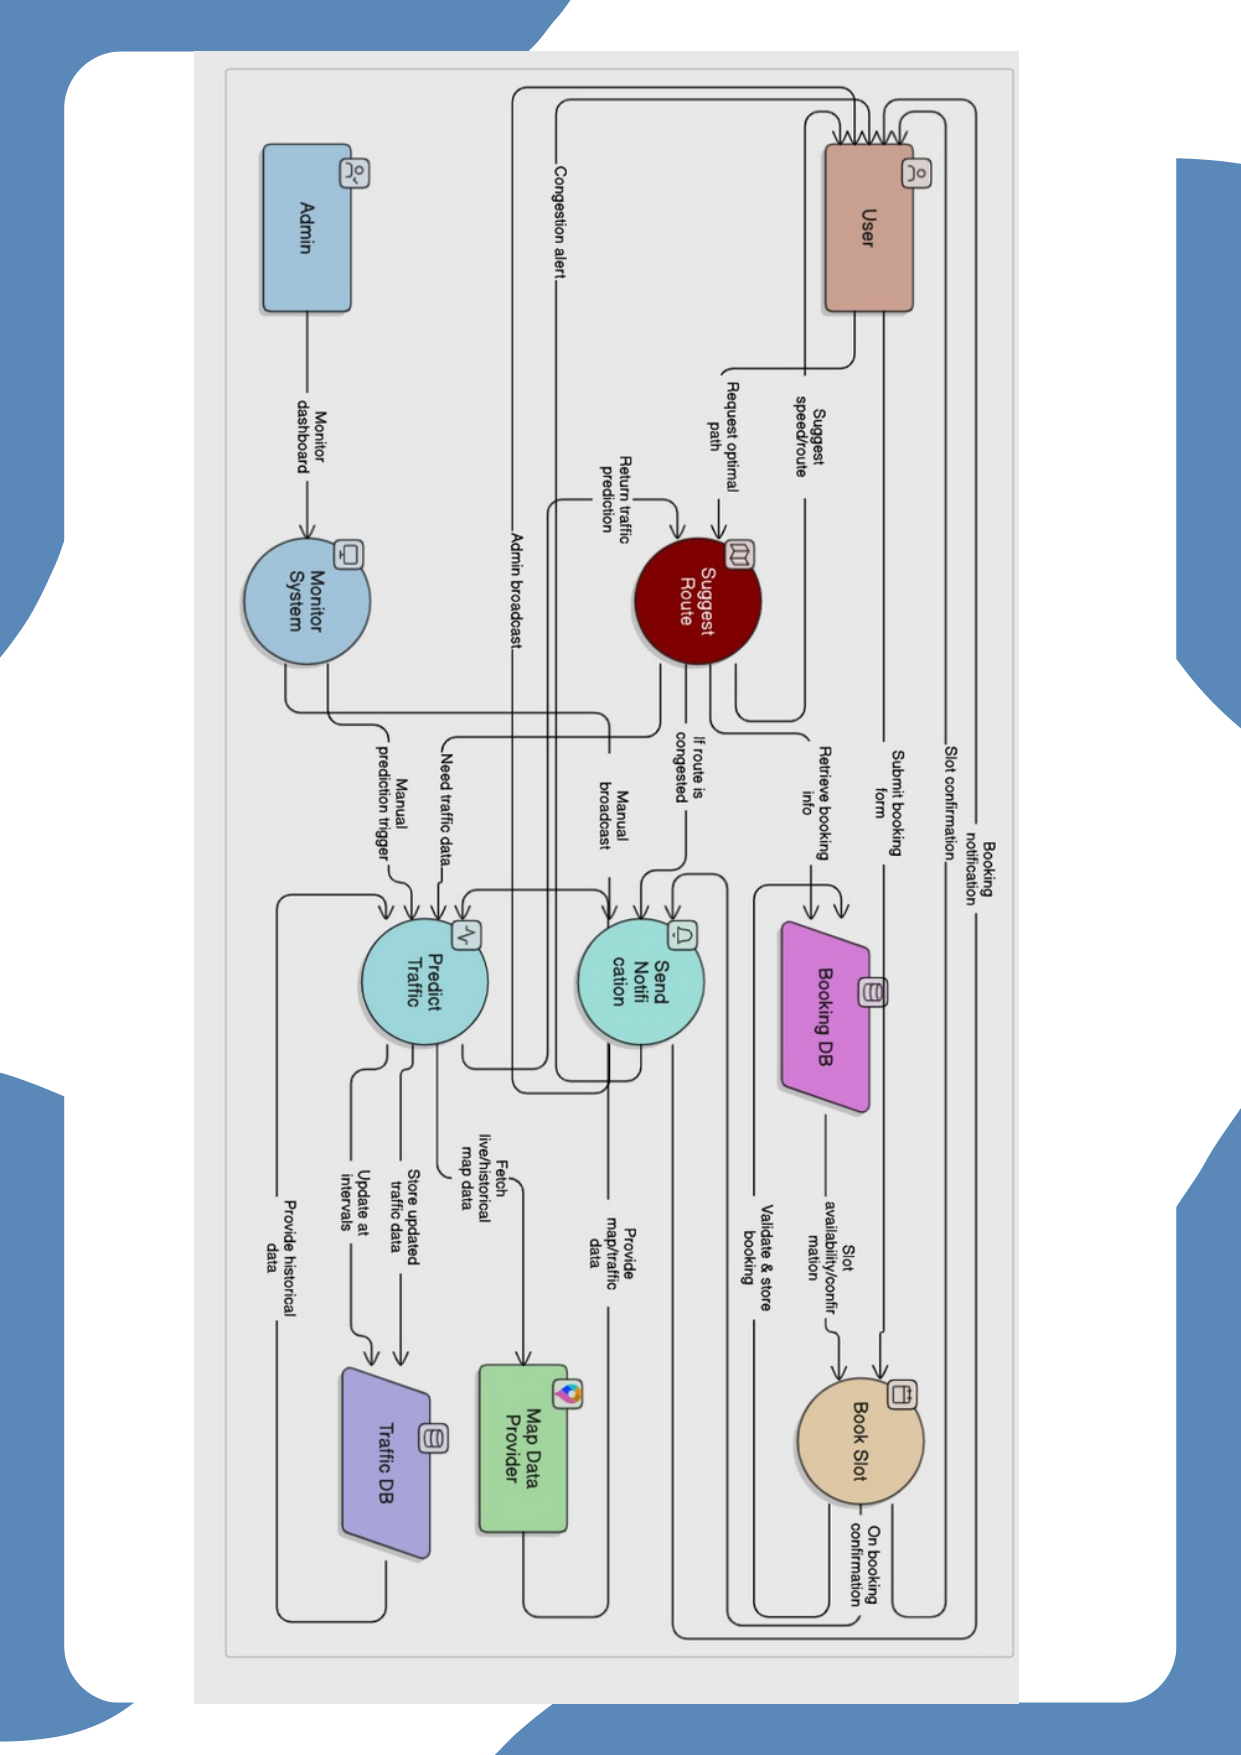 Booking
notification
Slot confirmation
User
Submit booking
form
Suggest
speed/route
Request optimal
path
Retrieve booking
info
Booking DB
Slot
availability/confir
mation
Book Slot
On booking
confirmation
Validate & store
booking
Suggest
Route
If route is
congested
Return traffic
prediction
Congestion alert
Admin broadcast
Manual
broadcast
Send
Notifi
cation
Provide
map/traffic
data
Need traffic data
Fetch
live/historical
map data
Map Data
Provider
Admin
Monitor
dashboard
Monitor
System
Manual
prediction trigger
Predict
Traffic
Store updated
traffic data
Update at
intervals
Traffic DB
Provide historical
data